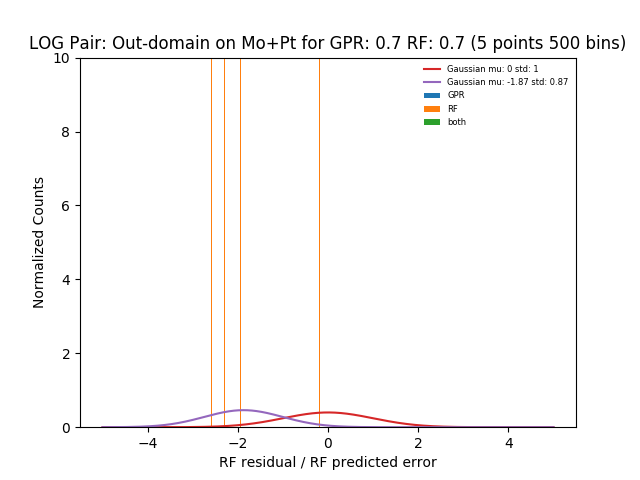 LOG Pair: Out-domain on Mo+Pt for GPR: 0.7 RF: 0.7 (5 points 500 bins)
Gaussian mu: 0 std: 1
Gaussian mu: -1.87 std: 0.87
GPR
RF
both
Normalized Counts
10
8
6
4
2
0
−4
−2
0
2
4
RF residual / RF predicted error